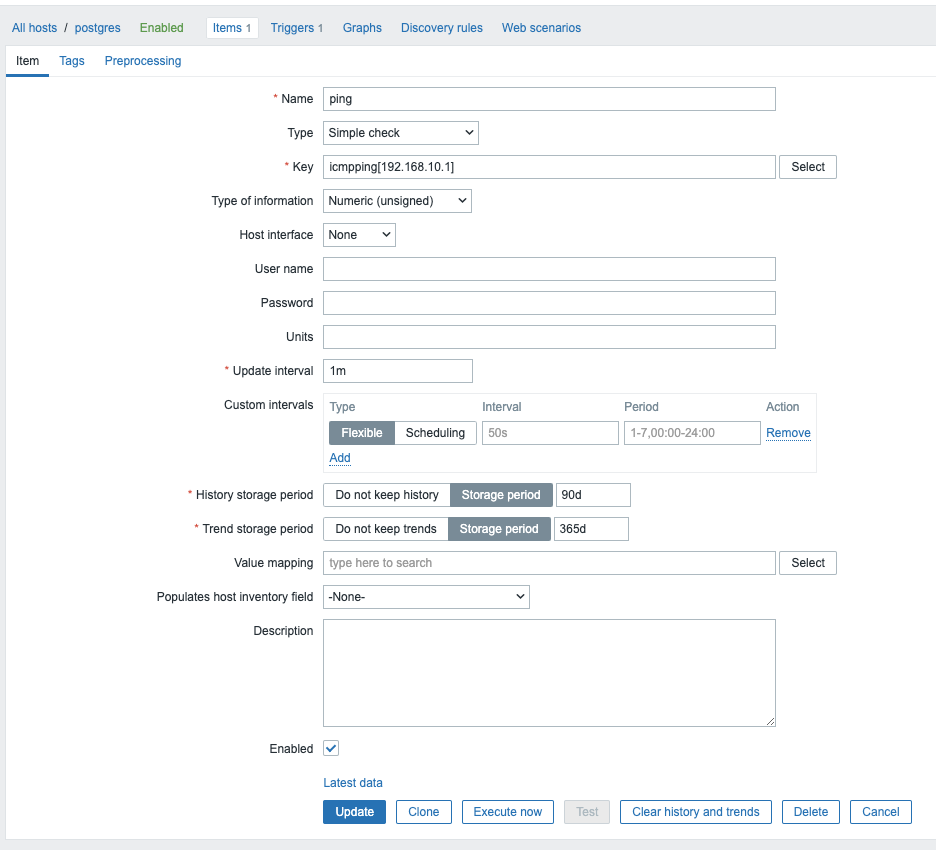 All hosts / postgres Enabled Items 1 Triggers 1 Graphs Discovery rules Web scenarios
Item Tags Preprocessing
* Name ping
Type Simple check
* Key icmpping[192.168.10.1] Select
Type of information Numeric (unsigned)
Host interface None
User name
Password
Units
* Update interval 1m
Custom intervals Type Interval Period Action
Flexible Scheduling 50s 1-7,00:00-24:00 Remove
Add
* History storage period Do not keep history Storage period 90d
* Trend storage period Do not keep trends Storage period 365d
Value mapping type here to search Select
Populates host inventory field -None-
Description
Enabled
Latest data
Update Clone Execute now Test Clear history and trends Delete Cancel